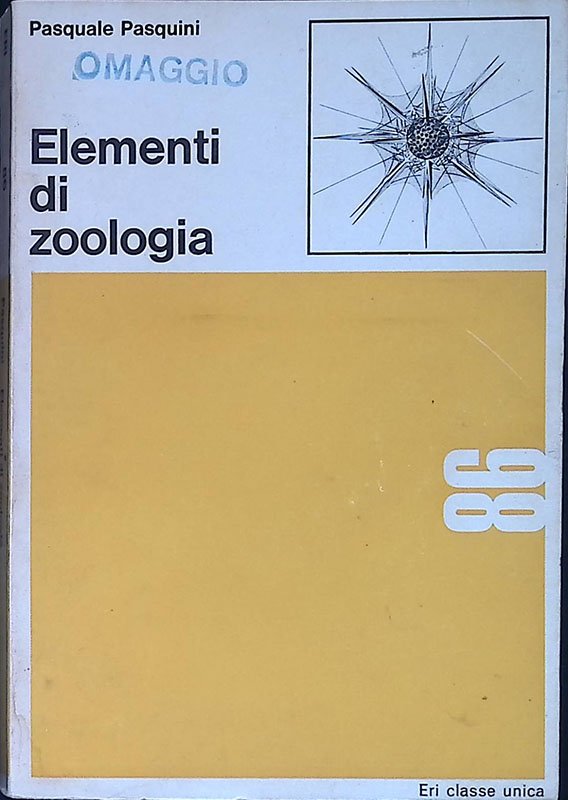 Pasquale Pasquini
OMAGGIO
Elementi
di
zoologia
86
Eri classe unica